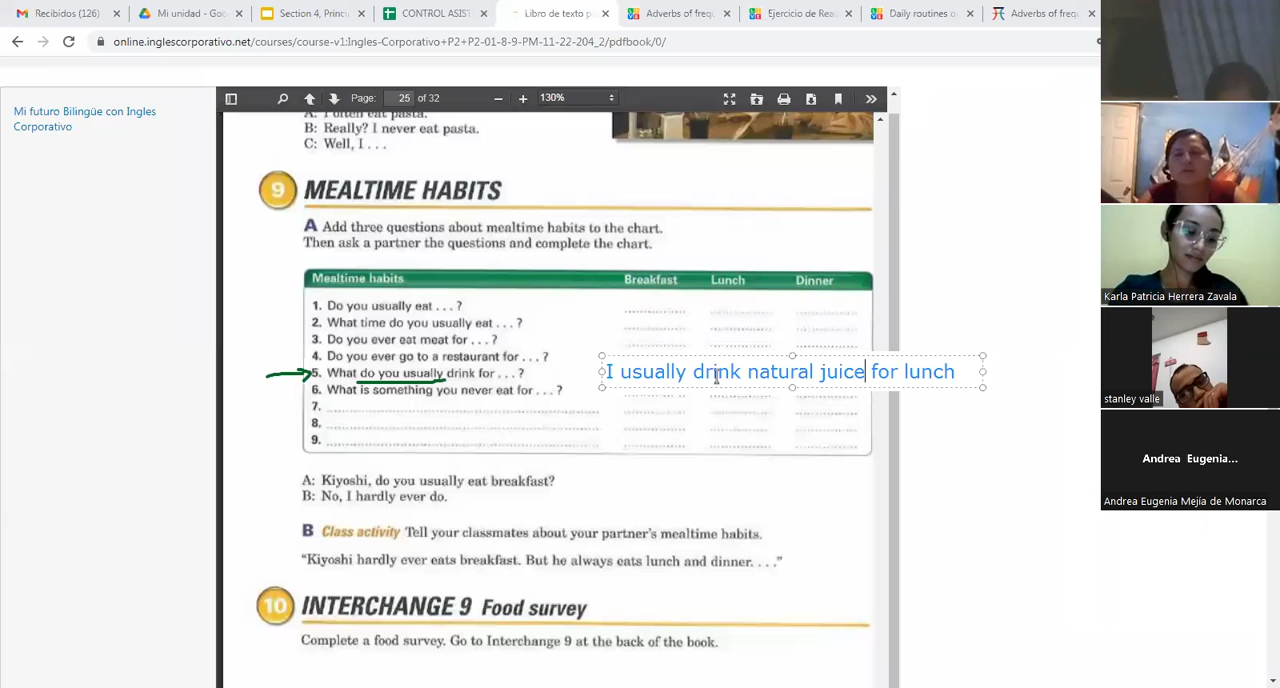 Recibidos (126)
Mi unidad - Goo
Section 4, Princi
CONTROL ASIST
Libro de texto pa
Adverbs of frequ
Ejercicio de Rea
Daily routines o
Adverbs of frequ
online.inglescorporativo.net/courses/course-v1:Ingles-Corporativo+P2+P2-01-8-9-PM-11-22-204_2/pdfbook/0/
Mi futuro Bilingüe con Ingles
Corporativo
Page: 25 of 32
130%
A: I often eat pasta.
B: Really? I never eat pasta.
C: Well, I . . .
9 MEALTIME HABITS
A Add three questions about mealtime habits to the chart.
Then ask a partner the questions and complete the chart.
Mealtime habits Breakfast Lunch Dinner
1. Do you usually eat . . . ?
2. What time do you usually eat . . . ?
3. Do you ever eat meat for . . . ?
4. Do you ever go to a restaurant for . . . ?
5. What do you usually drink for . . . ?
I usually drink natural juice for lunch
6. What is something you never eat for . . . ?
7.
8.
9.
A: Kiyoshi, do you usually eat breakfast?
B: No, I hardly ever do.
B Class activity Tell your classmates about your partner's mealtime habits.
"Kiyoshi hardly ever eats breakfast. But he always eats lunch and dinner. . . ."
10 INTERCHANGE 9 Food survey
Complete a food survey. Go to Interchange 9 at the back of the book.
Karla Patricia Herrera Zavala
stanley valle
Andrea Eugenia...
Andrea Eugenia Mejía de Monarca